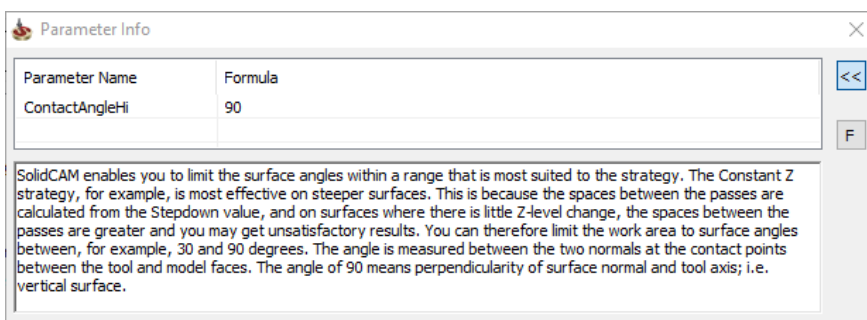 Parameter Info
Parameter Name Formula
ContactAngleHi 90
<<
F
SolidCAM enables you to limit the surface angles within a range that is most suited to the strategy. The Constant Z
strategy, for example, is most effective on steeper surfaces. This is because the spaces between the passes are
calculated from the Stepdown value, and on surfaces where there is little Z-level change, the spaces between the
passes are greater and you may get unsatisfactory results. You can therefore limit the work area to surface angles
between, for example, 30 and 90 degrees. The angle is measured between the two normals at the contact points
between the tool and model faces. The angle of 90 means perpendicularity of surface normal and tool axis; i.e.
vertical surface.